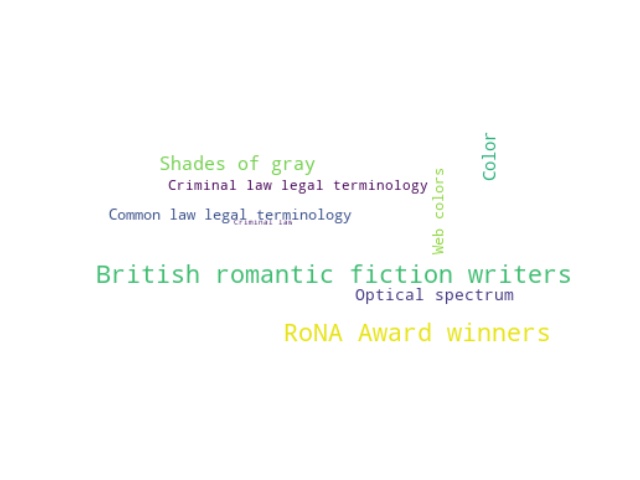 Color
Shades of gray
Web colors
Criminal law legal terminology
Common law legal terminology
Criminal law
British romantic fiction writers
Optical spectrum
RoNA Award winners